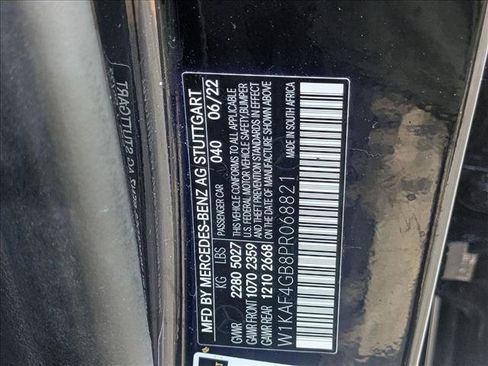 MFD BY MERCEDES-BENZ AG STUTTGART
PASSENGER CAR 040 06/22
KG LBS
GVWR 2280 5027
GAWR FRONT 1070 2359
GAWR REAR 1210 2668
THIS VEHICLE CONFORMS TO ALL APPLICABLE
U.S. FEDERAL MOTOR VEHICLE SAFETY, BUMPER
AND THEFT PREVENTION STANDARDS IN EFFECT
ON THE DATE OF MANUFACTURE SHOWN ABOVE
W1KAF4GB8PR068821
MADE IN SOUTH AFRICA